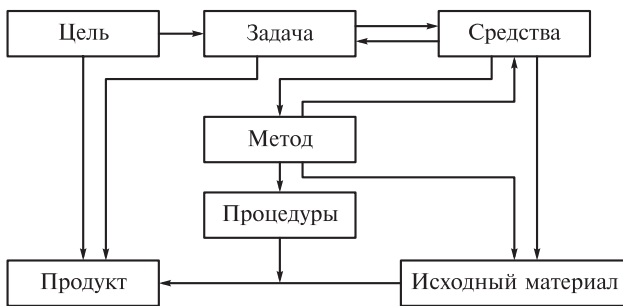 Цель
Задача
Средства
Метод
Процедуры
Продукт
Исходный материал